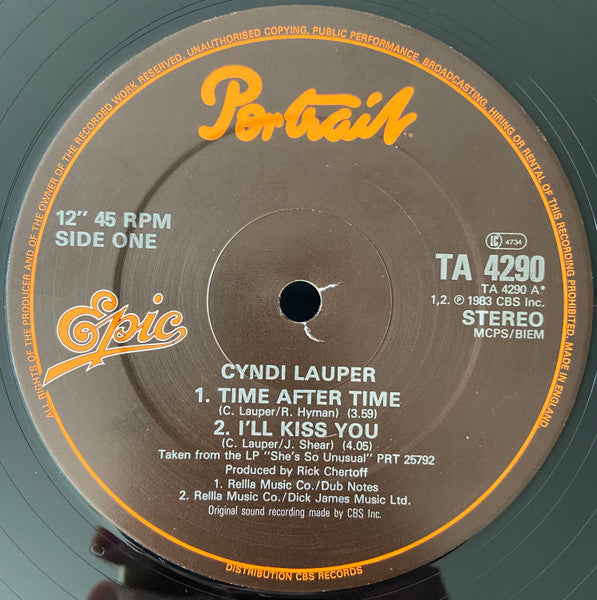 ALL RIGHTS OF THE PRODUCER AND OF THE OWNER OF THE RECORDED WORK RESERVED. UNAUTHORISED COPYING, PUBLIC PERFORMANCE, BROADCASTING, HIRING OR RENTAL OF THIS RECORDING PROHIBITED. MADE IN ENGLAND.
Portrait™
12" 45 RPM
SIDE ONE
LC 4734
TA 4290
TA 4290 A*
1,2. ℗ 1983 CBS Inc.
STEREO
MCPS/BIEM
Epic
CYNDI LAUPER
1. TIME AFTER TIME
(C. Lauper/R. Hyman) (3.59)
2. I'LL KISS YOU
(C. Lauper/J. Shear) (4.05)
Taken from the LP "She's So Unusual" PRT 25792
Produced by Rick Chertoff
1. Rellla Music Co./Dub Notes
2. Rellla Music Co./Dick James Music Ltd.
Original sound recording made by CBS Inc.
DISTRIBUTION CBS RECORDS